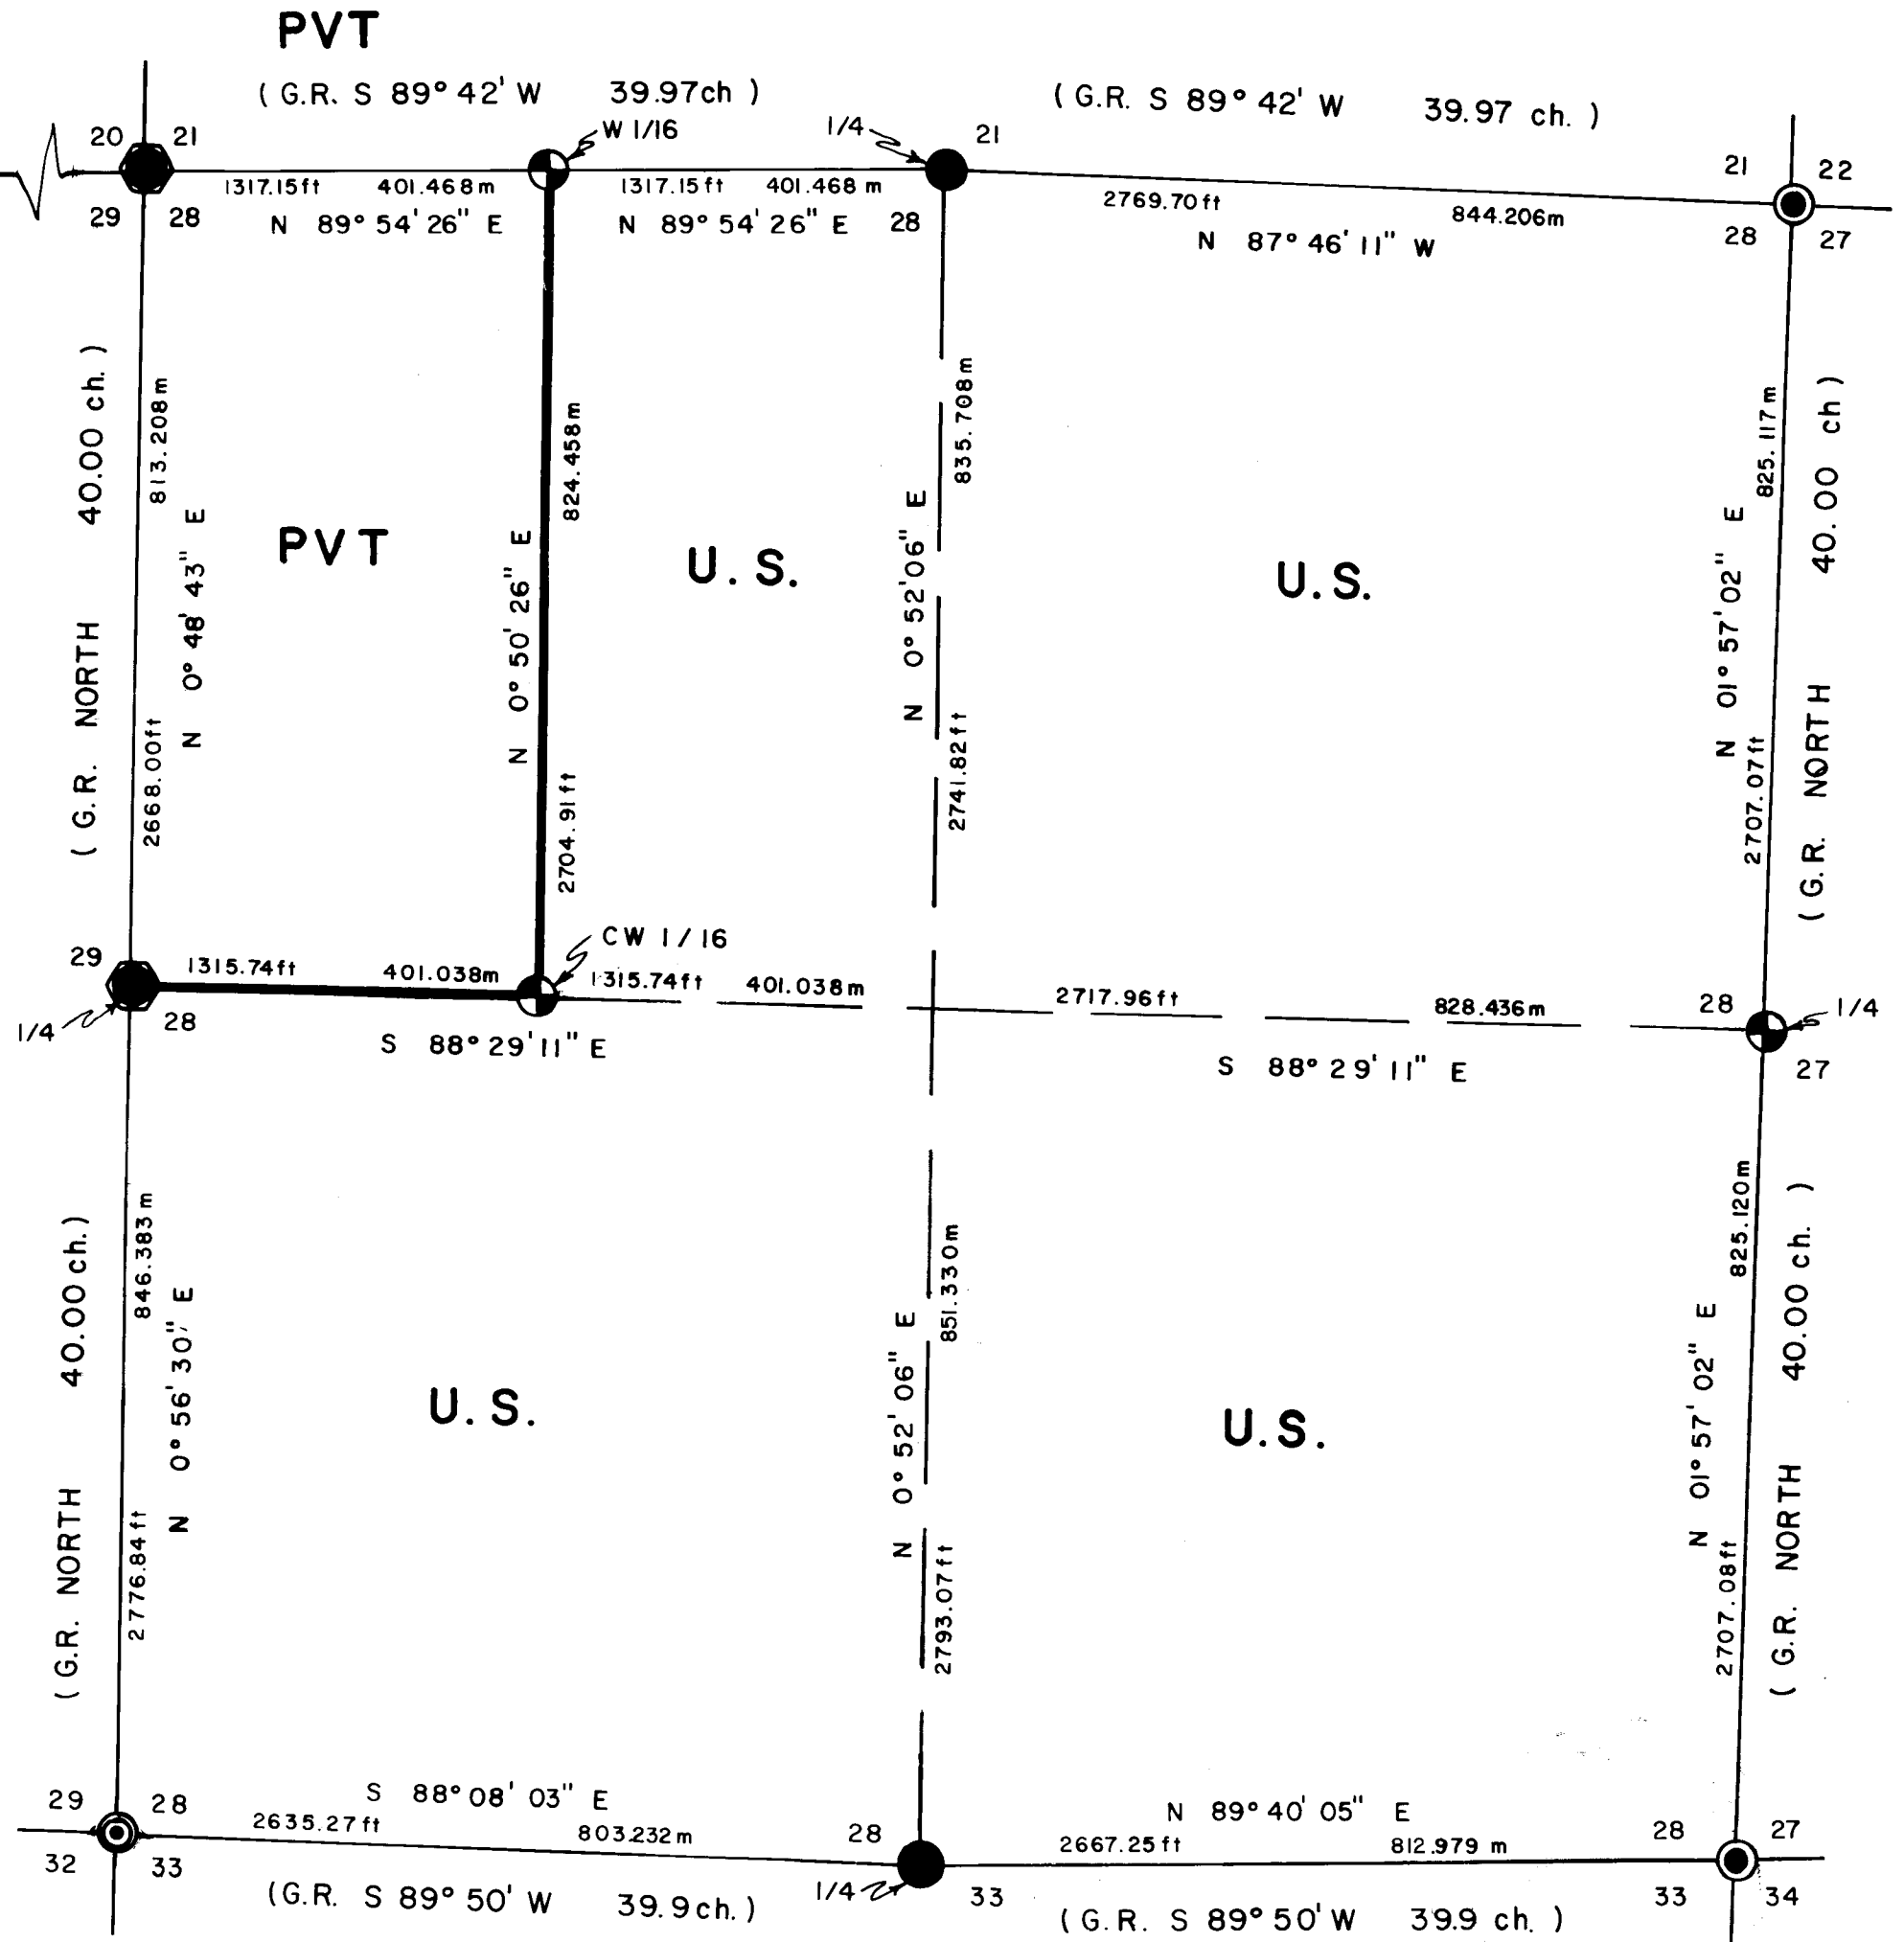 PVT
( G.R. S 89° 42' W 39.97ch )
( G.R. S 89° 42' W 39.97 ch. )
20 21
W 1/16
1/4
21
21 22
1317.15ft 401.468m
1317.15ft 401.468 m
2769.70ft 844.206m
29 28
N 89° 54' 26" E
N 89° 54' 26" E
28
N 87° 46' 11" W
28 27
( G.R. NORTH 40.00 ch. )
2668.00ft 813.208m
N 0° 48' 43" E
PVT
N 0° 50' 26" E
2704.91ft 824.458m
U.S.
N 0° 52' 06" E
2741.82ft 835.708m
U.S.
N 01° 57' 02" E
2707.07ft 825.117m
( G.R. NORTH 40.00 ch )
29
1/4
28
1315.74ft 401.038m
CW 1/16
1315.74ft 401.038m
2717.96ft 828.436m
28
1/4
27
S 88° 29' 11" E
S 88° 29' 11" E
( G.R. NORTH 40.00 ch.)
2776.84ft 846.383m
N 0° 56' 30" E
U.S.
N 0° 52' 06" E
2793.07ft 851.330m
U.S.
N 01° 57' 02" E
2707.08ft 825.120m
( G.R. NORTH 40.00 ch. )
29 28
S 88° 08' 03" E
2635.27ft 803.232m
28
N 89° 40' 05" E
2667.25ft 812.979 m
28 27
32 33
(G.R. S 89° 50' W 39.9ch.)
1/4
33
( G.R. S 89° 50' W 39.9 ch. )
33 34